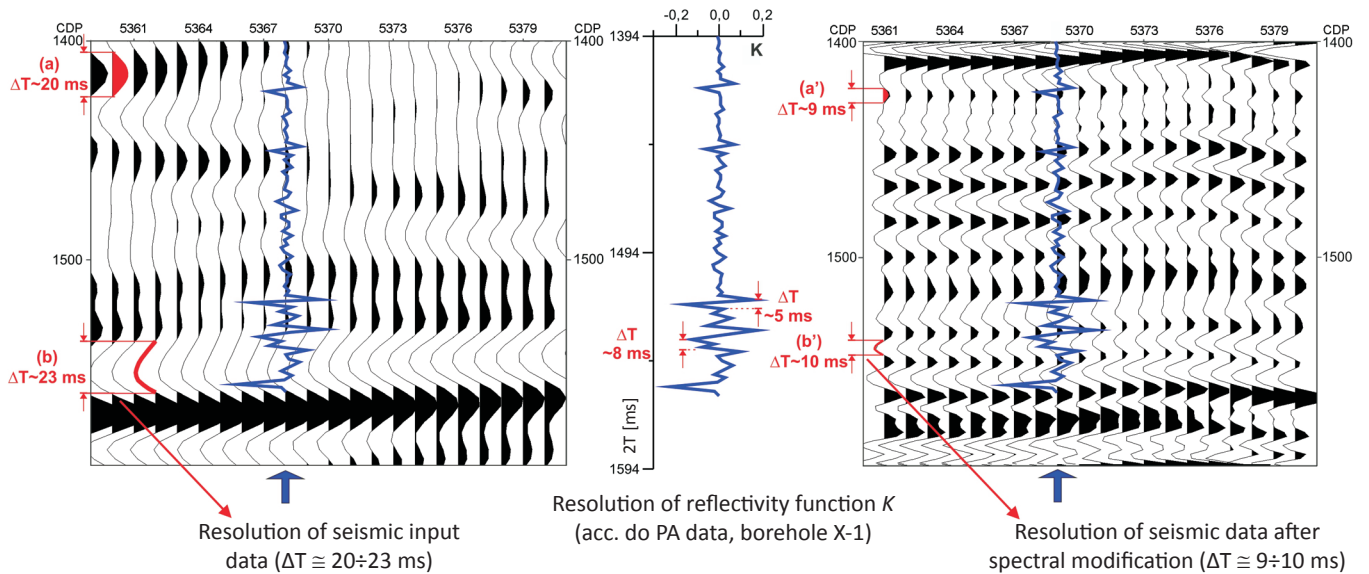 CDP 5361 5364 5367 5370 5373 5376 5379 CDP
1400 1400
(a)
ΔT~20 ms
1500 1500
(b)
ΔT~23 ms
-0,2 0,0 0,2
K
1394
1494
ΔT
~5 ms
ΔT
~8 ms
2T [ms]
1594
CDP 5361 5364 5367 5370 5373 5376 5379 CDP
1400 1400
(a')
ΔT~9 ms
1500 1500
(b')
ΔT~10 ms
Resolution of seismic input
data (ΔT ≅ 20÷23 ms)
Resolution of reflectivity function K
(acc. do PA data, borehole X-1)
Resolution of seismic data after
spectral modification (ΔT ≅ 9÷10 ms)